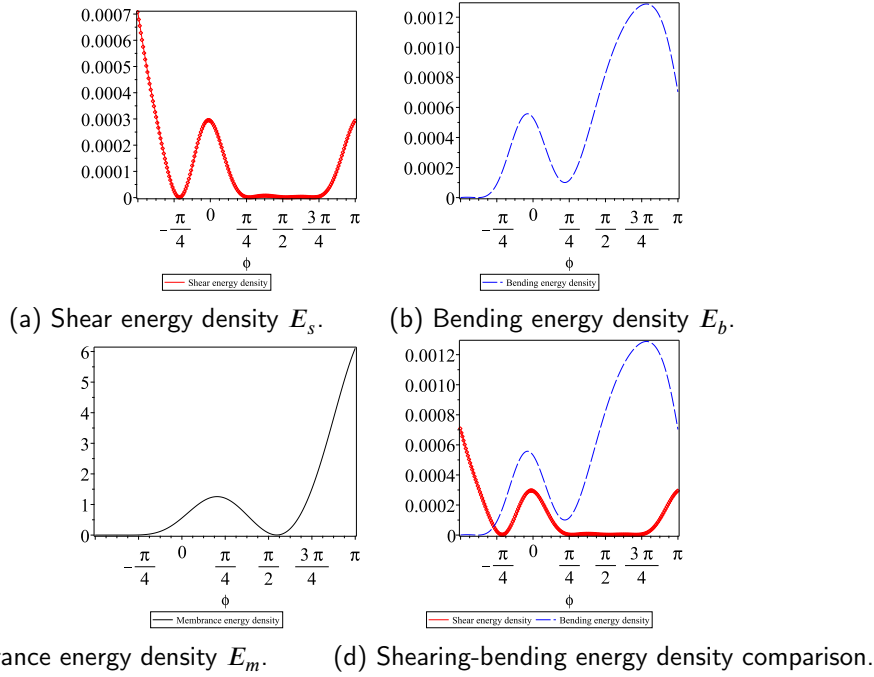 0.0007
0.0006
0.0005
0.0004
0.0003
0.0002
0.0001
0
-π/4 0 π/4 π/2 3π/4 π
ϕ
Shear energy density
(a) Shear energy density E_s.
0.0012
0.0010
0.0008
0.0006
0.0004
0.0002
0
-π/4 0 π/4 π/2 3π/4 π
ϕ
Bending energy density
(b) Bending energy density E_b.
6
5
4
3
2
1
0
-π/4 0 π/4 π/2 3π/4 π
ϕ
Membrance energy density
rance energy density E_m.
0.0012
0.0010
0.0008
0.0006
0.0004
0.0002
0
-π/4 0 π/4 π/2 3π/4 π
ϕ
Shear energy density Bending energy density
(d) Shearing-bending energy density comparison.